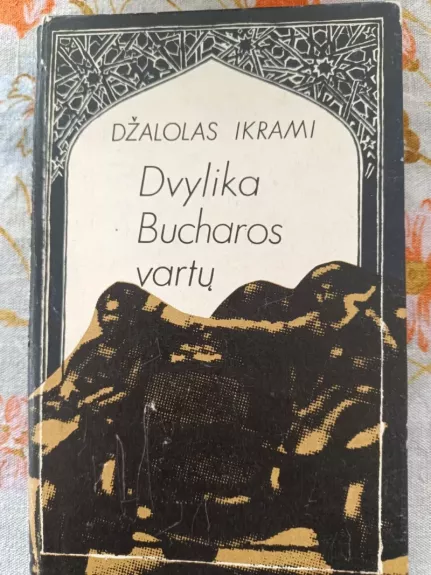 DŽALOLAS IKRAMI
Dvylika
Bucharos
vartų